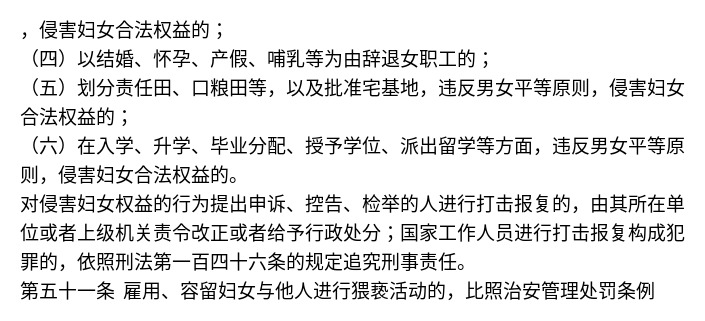 ，侵害妇女合法权益的；
（四）以结婚、怀孕、产假、哺乳等为由辞退女职工的；
（五）划分责任田、口粮田等，以及批准宅基地，违反男女平等原则，侵害妇女
合法权益的；
（六）在入学、升学、毕业分配、授予学位、派出留学等方面，违反男女平等原
则，侵害妇女合法权益的。
对侵害妇女权益的行为提出申诉、控告、检举的人进行打击报复的，由其所在单
位或者上级机关责令改正或者给予行政处分；国家工作人员进行打击报复构成犯
罪的，依照刑法第一百四十六条的规定追究刑事责任。
第五十一条 雇用、容留妇女与他人进行猥亵活动的，比照治安管理处罚条例